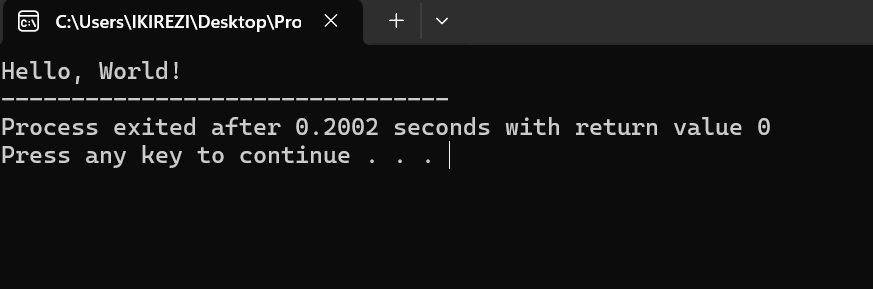 C:\Users\IKIREZI\Desktop\Pro
Hello, World!
--------------------------------
Process exited after 0.2002 seconds with return value 0
Press any key to continue . . .